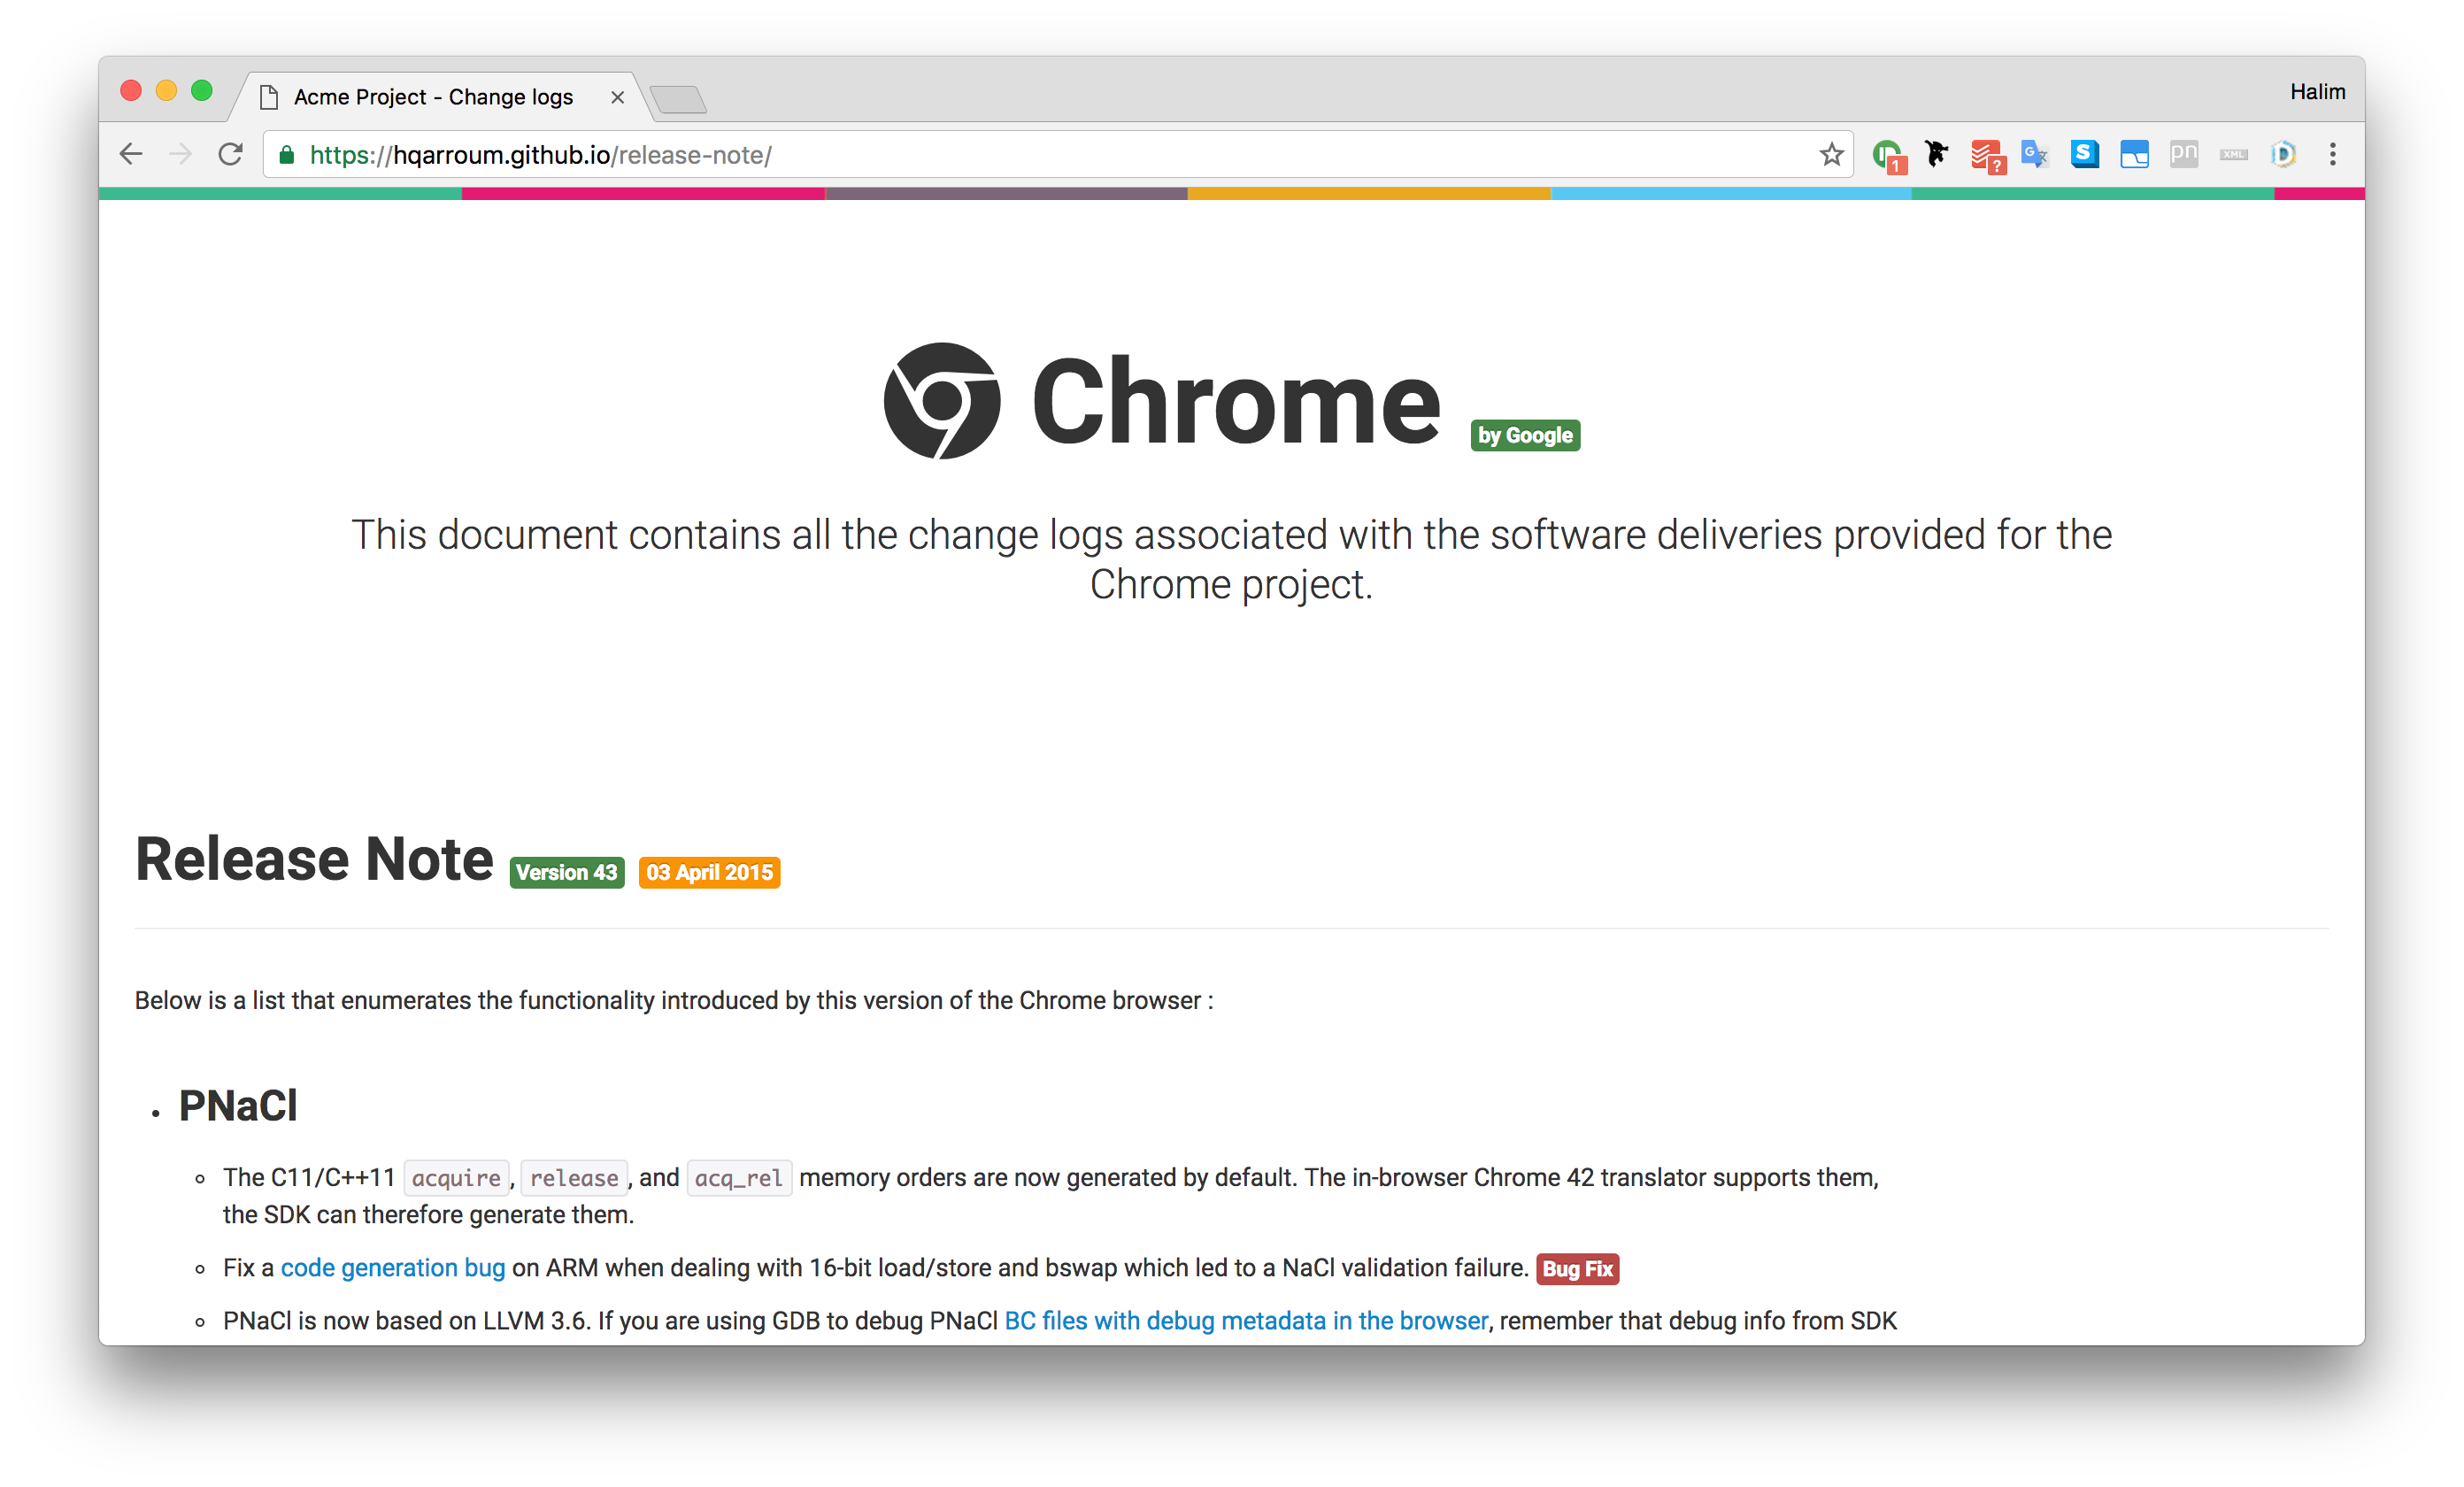 Acme Project - Change logs
Halim
https://hqarroum.github.io/release-note/
1
?
G
S
pn
XML
D
Chrome by Google
This document contains all the change logs associated with the software deliveries provided for the
Chrome project.
Release Note Version 43 03 April 2015
Below is a list that enumerates the functionality introduced by this version of the Chrome browser :
PNaCl
The C11/C++11 acquire, release, and acq_rel memory orders are now generated by default. The in-browser Chrome 42 translator supports them,
the SDK can therefore generate them.
Fix a code generation bug on ARM when dealing with 16-bit load/store and bswap which led to a NaCl validation failure. Bug Fix
PNaCl is now based on LLVM 3.6. If you are using GDB to debug PNaCl BC files with debug metadata in the browser, remember that debug info from SDK